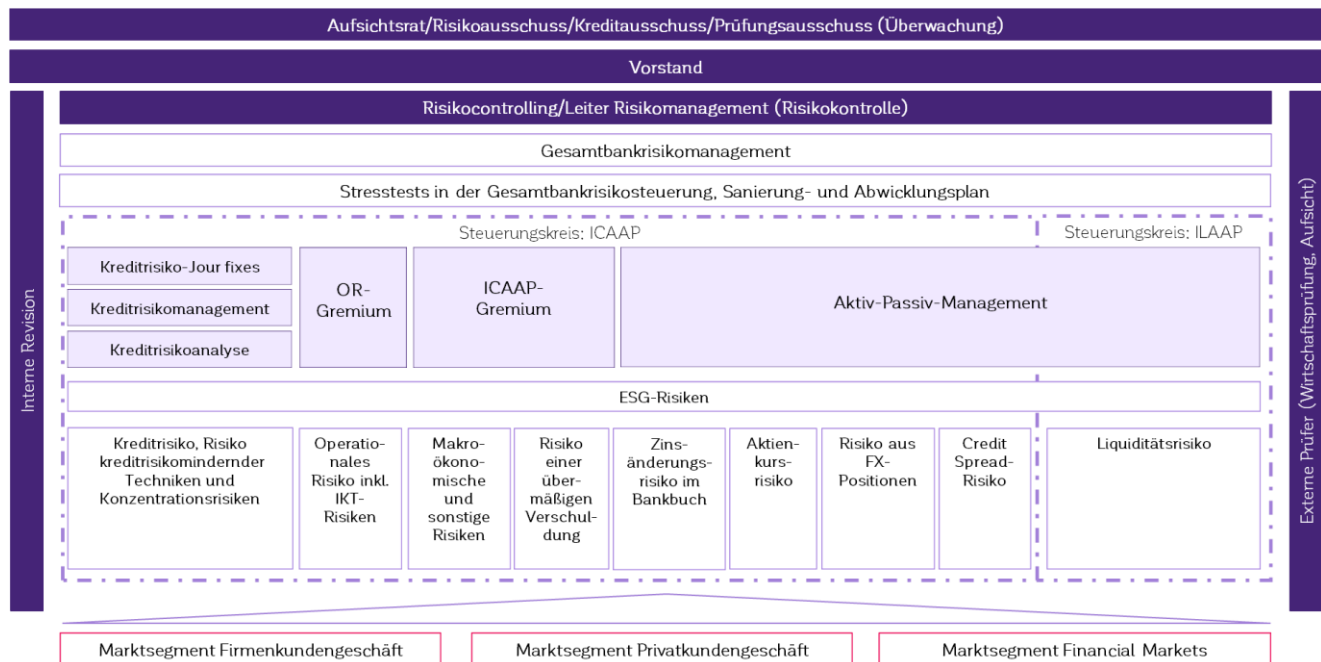 Aufsichtsrat/Risikoausschuss/Kreditausschuss/Prüfungsausschuss (Überwachung)
Vorstand
Interne Revision
Risikocontrolling/Leiter Risikomanagement (Risikokontrolle)
Gesamtbankrisikomanagement
Stresstests in der Gesamtbankrisikosteuerung, Sanierung- und Abwicklungsplan
Steuerungskreis: ICAAP
Steuerungskreis: ILAAP
Kreditrisiko-Jour fixes
Kreditrisikomanagement
Kreditrisikoanalyse
OR-
Gremium
ICAAP-
Gremium
Aktiv-Passiv-Management
ESG-Risiken
Kreditrisiko, Risiko
kreditrisikomindernder
Techniken und
Konzentrationsrisiken
Operatio-
nales
Risiko inkl.
IKT-
Risiken
Makro-
ökono-
mische
und
sonstige
Risiken
Risiko
einer
über-
mäßigen
Verschul-
dung
Zins-
änderungs-
risiko im
Bankbuch
Aktien-
kurs-
risiko
Risiko aus
FX-
Positionen
Credit
Spread-
Risiko
Liquiditätsrisiko
Externe Prüfer (Wirtschaftsprüfung, Aufsicht)
Marktsegment Firmenkundengeschäft
Marktsegment Privatkundengeschäft
Marktsegment Financial Markets